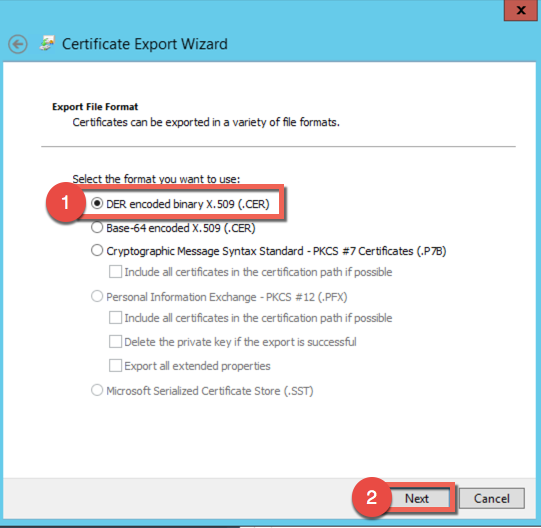 x
Certificate Export Wizard
Export File Format
Certificates can be exported in a variety of file formats.
Select the format you want to use:
1
DER encoded binary X.509 (.CER)
Base-64 encoded X.509 (.CER)
Cryptographic Message Syntax Standard - PKCS #7 Certificates (.P7B)
Include all certificates in the certification path if possible
Personal Information Exchange - PKCS #12 (.PFX)
Include all certificates in the certification path if possible
Delete the private key if the export is successful
Export all extended properties
Microsoft Serialized Certificate Store (.SST)
2 Next Cancel